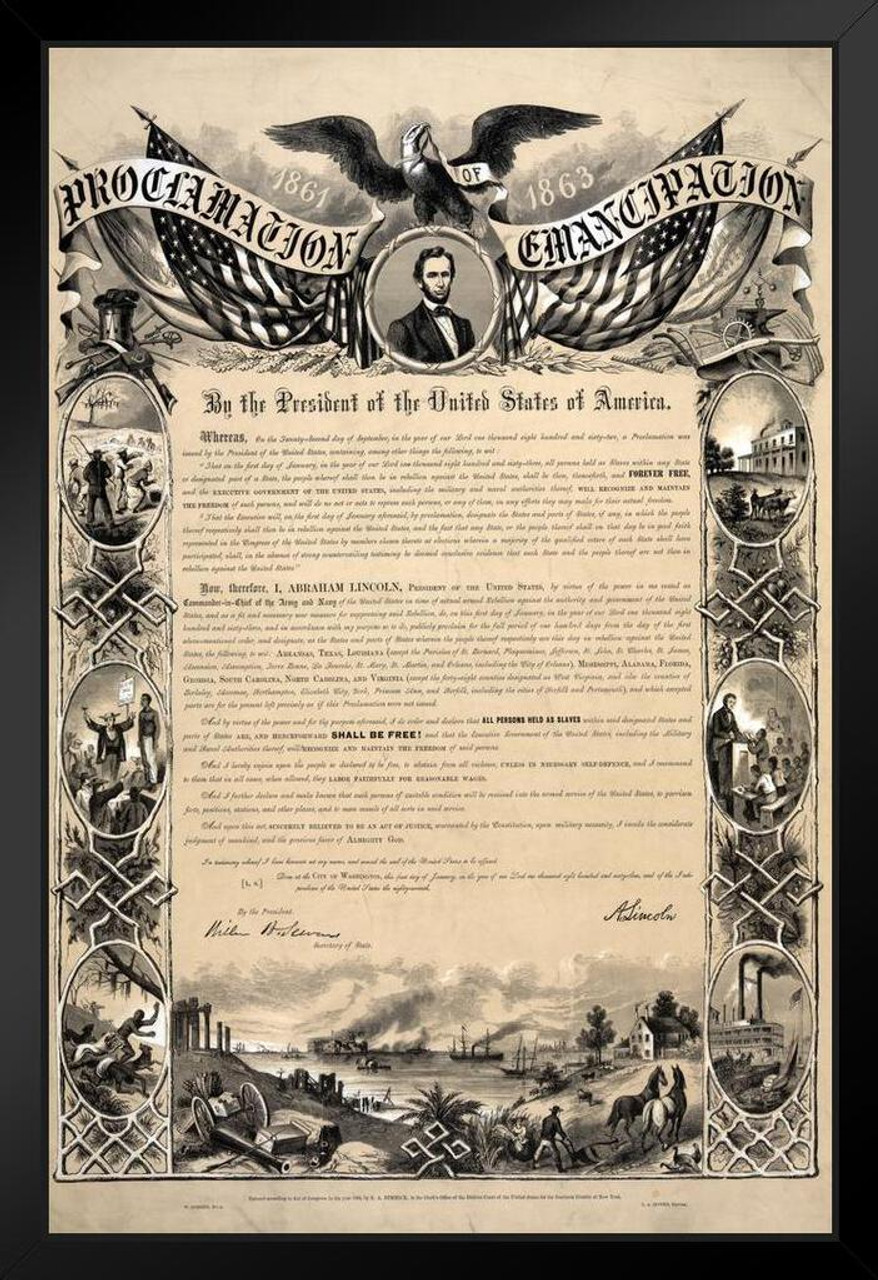 PROCLAMATION OF EMANCIPATION
1861 1863
By the President of the United States of America.
Whereas, On the Twenty-Second day of September, in the year of our Lord one thousand eight hundred and sixty-two, a Proclamation was
issued by the President of the United States, containing, among other things the following, to wit:
"That on the first day of January, in the year of our Lord one thousand eight hundred and sixty-three, all persons held as Slaves within any State
or designated part of a State, the people whereof shall then be in rebellion against the United States, shall be then, thenceforth, and FOREVER FREE,
and the EXECUTIVE GOVERNMENT OF THE UNITED STATES, including the military and naval authorities thereof, WILL RECOGNIZE AND MAINTAIN
THE FREEDOM of such persons, and will do no act or acts to repress such persons, or any of them, in any efforts they may make for their actual freedom.
"That the Executive will, on the first day of January aforesaid, by proclamation, designate the States and parts of States, if any, in which the people
thereof respectively shall then be in rebellion against the United States, and the fact that any State, or the people thereof shall on that day be in good faith
represented in the Congress of the United States by members chosen thereto at elections wherein a majority of the qualified voters of such State shall have
participated, shall, in the absence of strong countervailing testimony be deemed conclusive evidence that such State and the people thereof are not then in
rebellion against the United States."
Now, therefore, I, ABRAHAM LINCOLN, PRESIDENT OF THE UNITED STATES, by virtue of the power in me vested as
Commander-in-Chief of the Army and Navy of the United States in time of actual armed Rebellion against the authority and government of the United
States, and as a fit and necessary war measure for suppressing said Rebellion, do, on this first day of January, in the year of our Lord one thousand eight
hundred and sixty-three, and in accordance with my purpose so to do, publicly proclaim for the full period of one hundred days from the day of the first
above-mentioned order, and designate, as the States and parts of States wherein the people thereof respectively are this day in rebellion against the United
States, the following, to wit: ARKANSAS, TEXAS, LOUISIANA (except the Parishes of St. Bernard, Plaquemines, Jefferson, St. John, St. Charles, St. James,
Ascension, Assumption, Terre Bonne, La Fourche, St. Mary, St. Martin, and Orleans, including the City of Orleans), MISSISSIPPI, ALABAMA, FLORIDA,
GEORGIA, SOUTH CAROLINA, NORTH CAROLINA, AND VIRGINIA (except the forty-eight counties designated as West Virginia, and also the counties of
Berkeley, Accomac, Northampton, Elizabeth City, York, Princess Ann, and Norfolk, including the cities of Norfolk and Portsmouth), and which excepted
parts are for the present left precisely as if this Proclamation were not issued.
And by virtue of the power and for the purpose aforesaid, I do order and declare that ALL PERSONS HELD AS SLAVES within said designated States and
parts of States ARE, AND HENCEFORWARD SHALL BE FREE! and that the Executive Government of the United States, including the Military
and Naval Authorities thereof, will RECOGNIZE AND MAINTAIN THE FREEDOM of said persons.
And I hereby enjoin upon the people so declared to be free, to abstain from all violence, UNLESS IN NECESSARY SELF-DEFENCE, and I recommend
to them that in all cases, when allowed, they LABOR FAITHFULLY FOR REASONABLE WAGES.
And I further declare and make known that such persons of suitable condition will be received into the armed service of the United States, to garrison
forts, positions, stations, and other places, and to man vessels of all sorts in said service.
And upon this act, SINCERELY BELIEVED TO BE AN ACT OF JUSTICE, warranted by the Constitution, upon military necessity, I invoke the considerate
judgment of mankind, and the gracious favor of ALMIGHTY GOD.
In testimony whereof I have hereunto set my name, and caused the seal of the United States to be affixed.
Done at the CITY OF WASHINGTON, this first day of January, in the year of our Lord one thousand eight hundred and sixty-three, and of the Inde-
[L. S.] pendence of the United States the eighty-seventh.
By the President.
A Lincoln
William H Seward
Secretary of State.
Entered according to Act of Congress in the year by in the Clerk's Office of the District Court of the United States for the Southern District of New York.